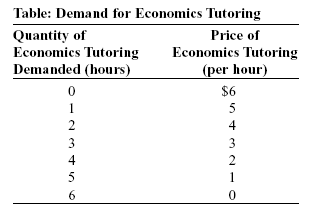 Table: Demand for Economics Tutoring
Quantity of Price of
Economics Tutoring Economics Tutoring
Demanded (hours) (per hour)
0 $6
1 5
2 4
3 3
4 2
5 1
6 0